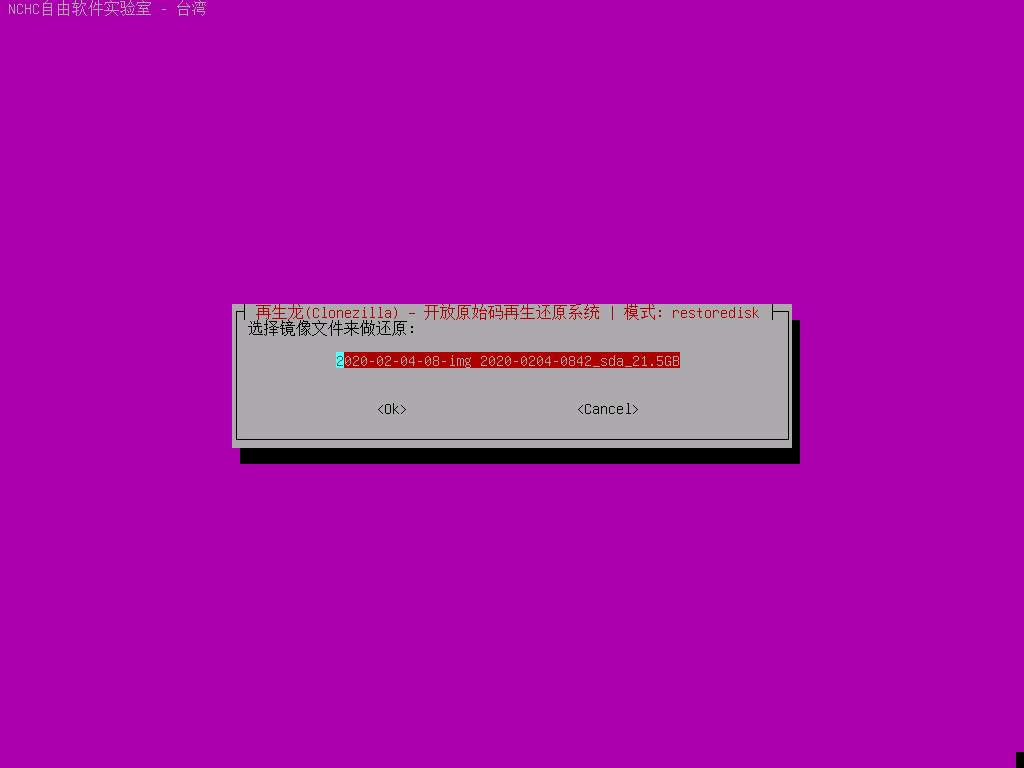 NCHC自由软件实验室 - 台湾
再生龙(Clonezilla) - 开放原始码再生还原系统 | 模式: restoredisk
选择镜像文件来做还原:
2020-02-04-08-img 2020-0204-0842_sda_21.5GB
<Ok> <Cancel>